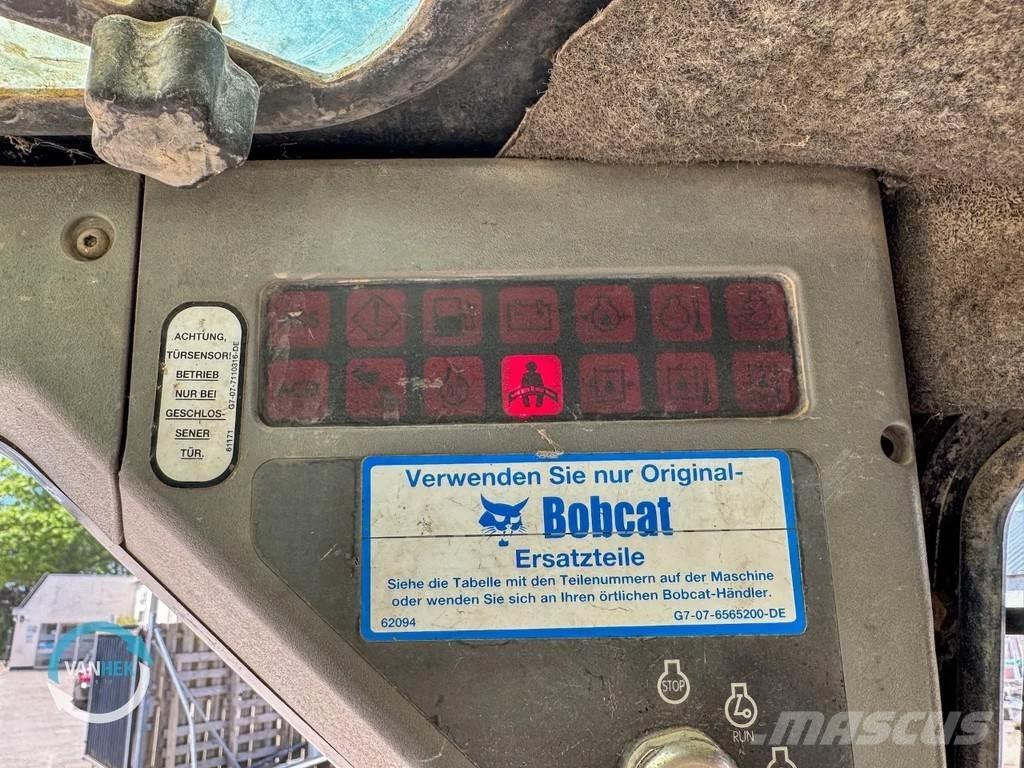 ACHTUNG,
TÜRSENSOR!
BETRIEB
NUR BEI
GESCHLOS-
SENER
TÜR.
G7-07-7110316-DE
61171
Verwenden Sie nur Original-
Bobcat
Ersatzteile
Siehe die Tabelle mit den Teilenummern auf der Maschine
oder wenden Sie sich an Ihren örtlichen Bobcat-Händler.
62094
G7-07-6565200-DE
STOP
RUN
VANHEK
MASCUS